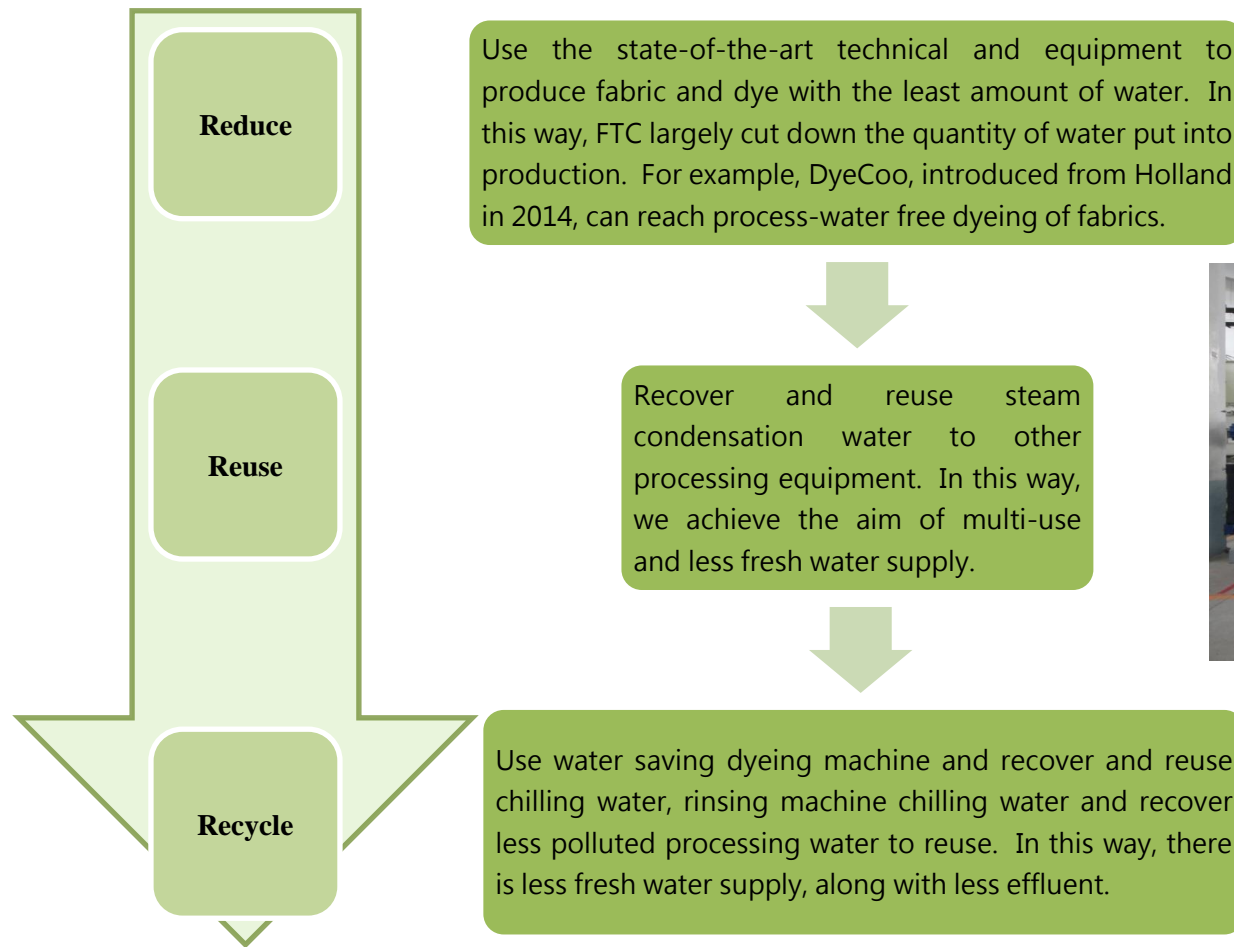 Reduce
Use the state-of-the-art technical and equipment to
produce fabric and dye with the least amount of water. In
this way, FTC largely cut down the quantity of water put into
production. For example, DyeCoo, introduced from Holland
in 2014, can reach process-water free dyeing of fabrics.
Reuse
Recover and reuse steam
condensation water to other
processing equipment. In this way,
we achieve the aim of multi-use
and less fresh water supply.
Recycle
Use water saving dyeing machine and recover and reuse
chilling water, rinsing machine chilling water and recover
less polluted processing water to reuse. In this way, there
is less fresh water supply, along with less effluent.